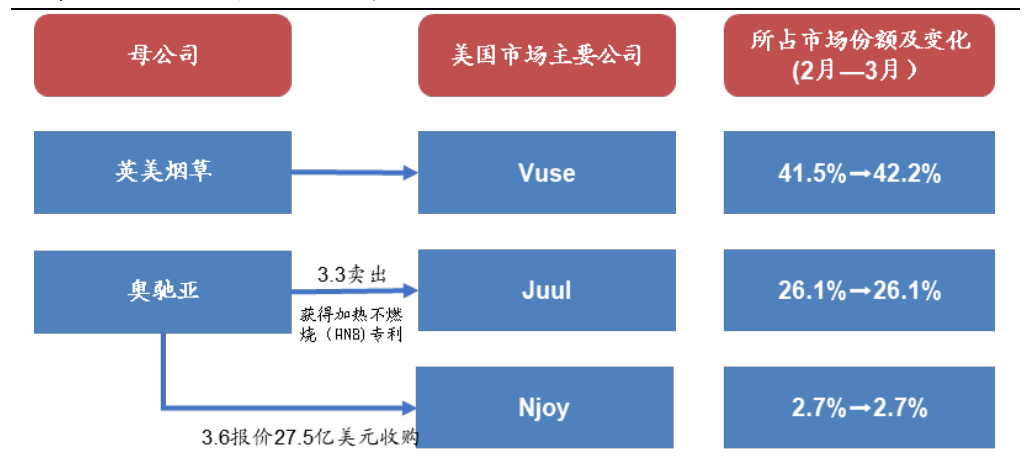 母公司
美国市场主要公司
所占市场份额及变化
(2月—3月）
英美烟草
Vuse
41.5%→42.2%
奥驰亚
3.3卖出
获得加热不燃
烧（HNB)专利
Juul
26.1%→26.1%
Njoy
2.7%→2.7%
3.6报价27.5亿美元收购